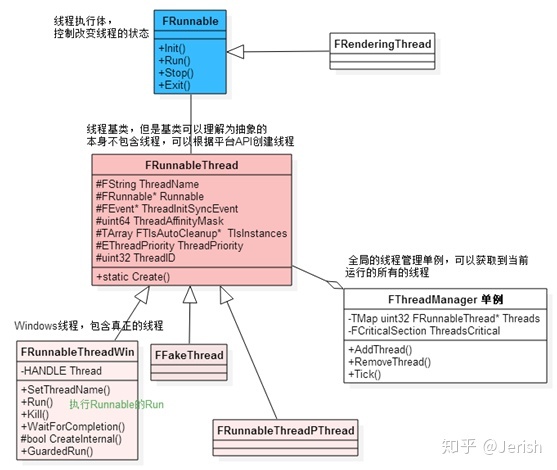 线程执行体，
控制改变线程的状态
FRunnable
+Init()
+Run()
+Stop()
+Exit()
FRenderingThread
线程基类，但是基类可以理解为抽象的
本身不包含线程，可以根据平台API创建线程
FRunnableThread
#FString ThreadName
#FRunnable* Runnable
#FEvent* ThreadInitSyncEvent
#uint64 ThreadAffinityMask
#TArray FTlsAutoCleanup* TlsInstances
#EThreadPriority ThreadPriority
#uint32 ThreadID
+static Create()
全局的线程管理单例，可以获取到当前
运行的所有的线程
FThreadManager 单例
-TMap uint32 FRunnableThread* Threads
-FCriticalSection ThreadsCritical
+AddThread()
+RemoveThread()
+Tick()
Windows线程，包含真正的线程
FRunnableThreadWin
-HANDLE Thread
+SetThreadName()
+Run() 执行Runnable的Run
+Kill()
+WaitForCompletion()
#bool CreateInternal()
+GuardedRun()
FFakeThread
FRunnableThreadPThread
知乎 @Jerish